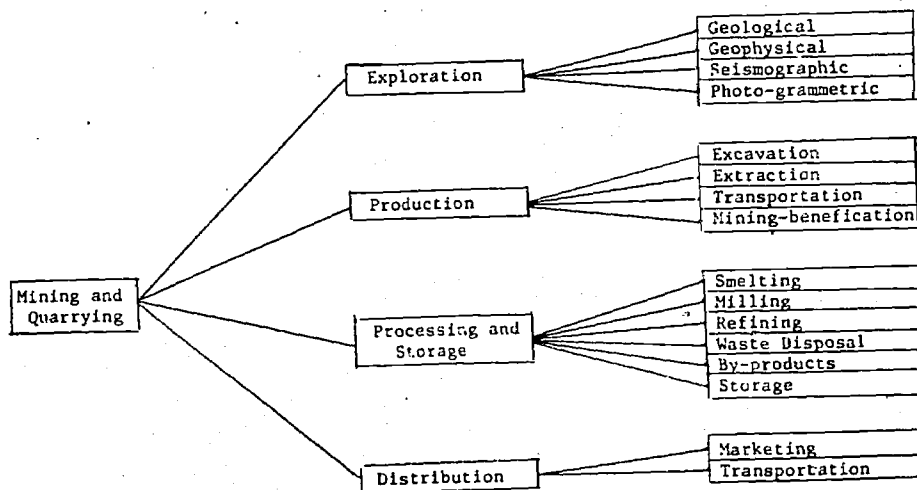 Geological
Geophysical
Seismographic
Photo-grammetric
Exploration
Excavation
Extraction
Transportation
Mining-benefication
Production
Mining and
Quarrying
Smelting
Milling
Refining
Waste Disposal
By-products
Storage
Processing and
Storage
Marketing
Transportation
Distribution